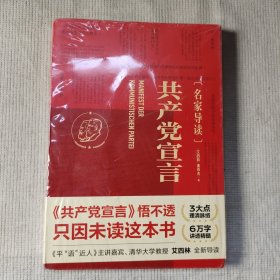 ［名家导读］
共产党宣言
MANIFEST DER
KOMMUNISTISCHEN PARTEI
《共产党宣言》悟不透
只因未读这本书
3大点
6万字
《平“语”近人》主讲嘉宾、清华大学教授 艾四林 全新导读